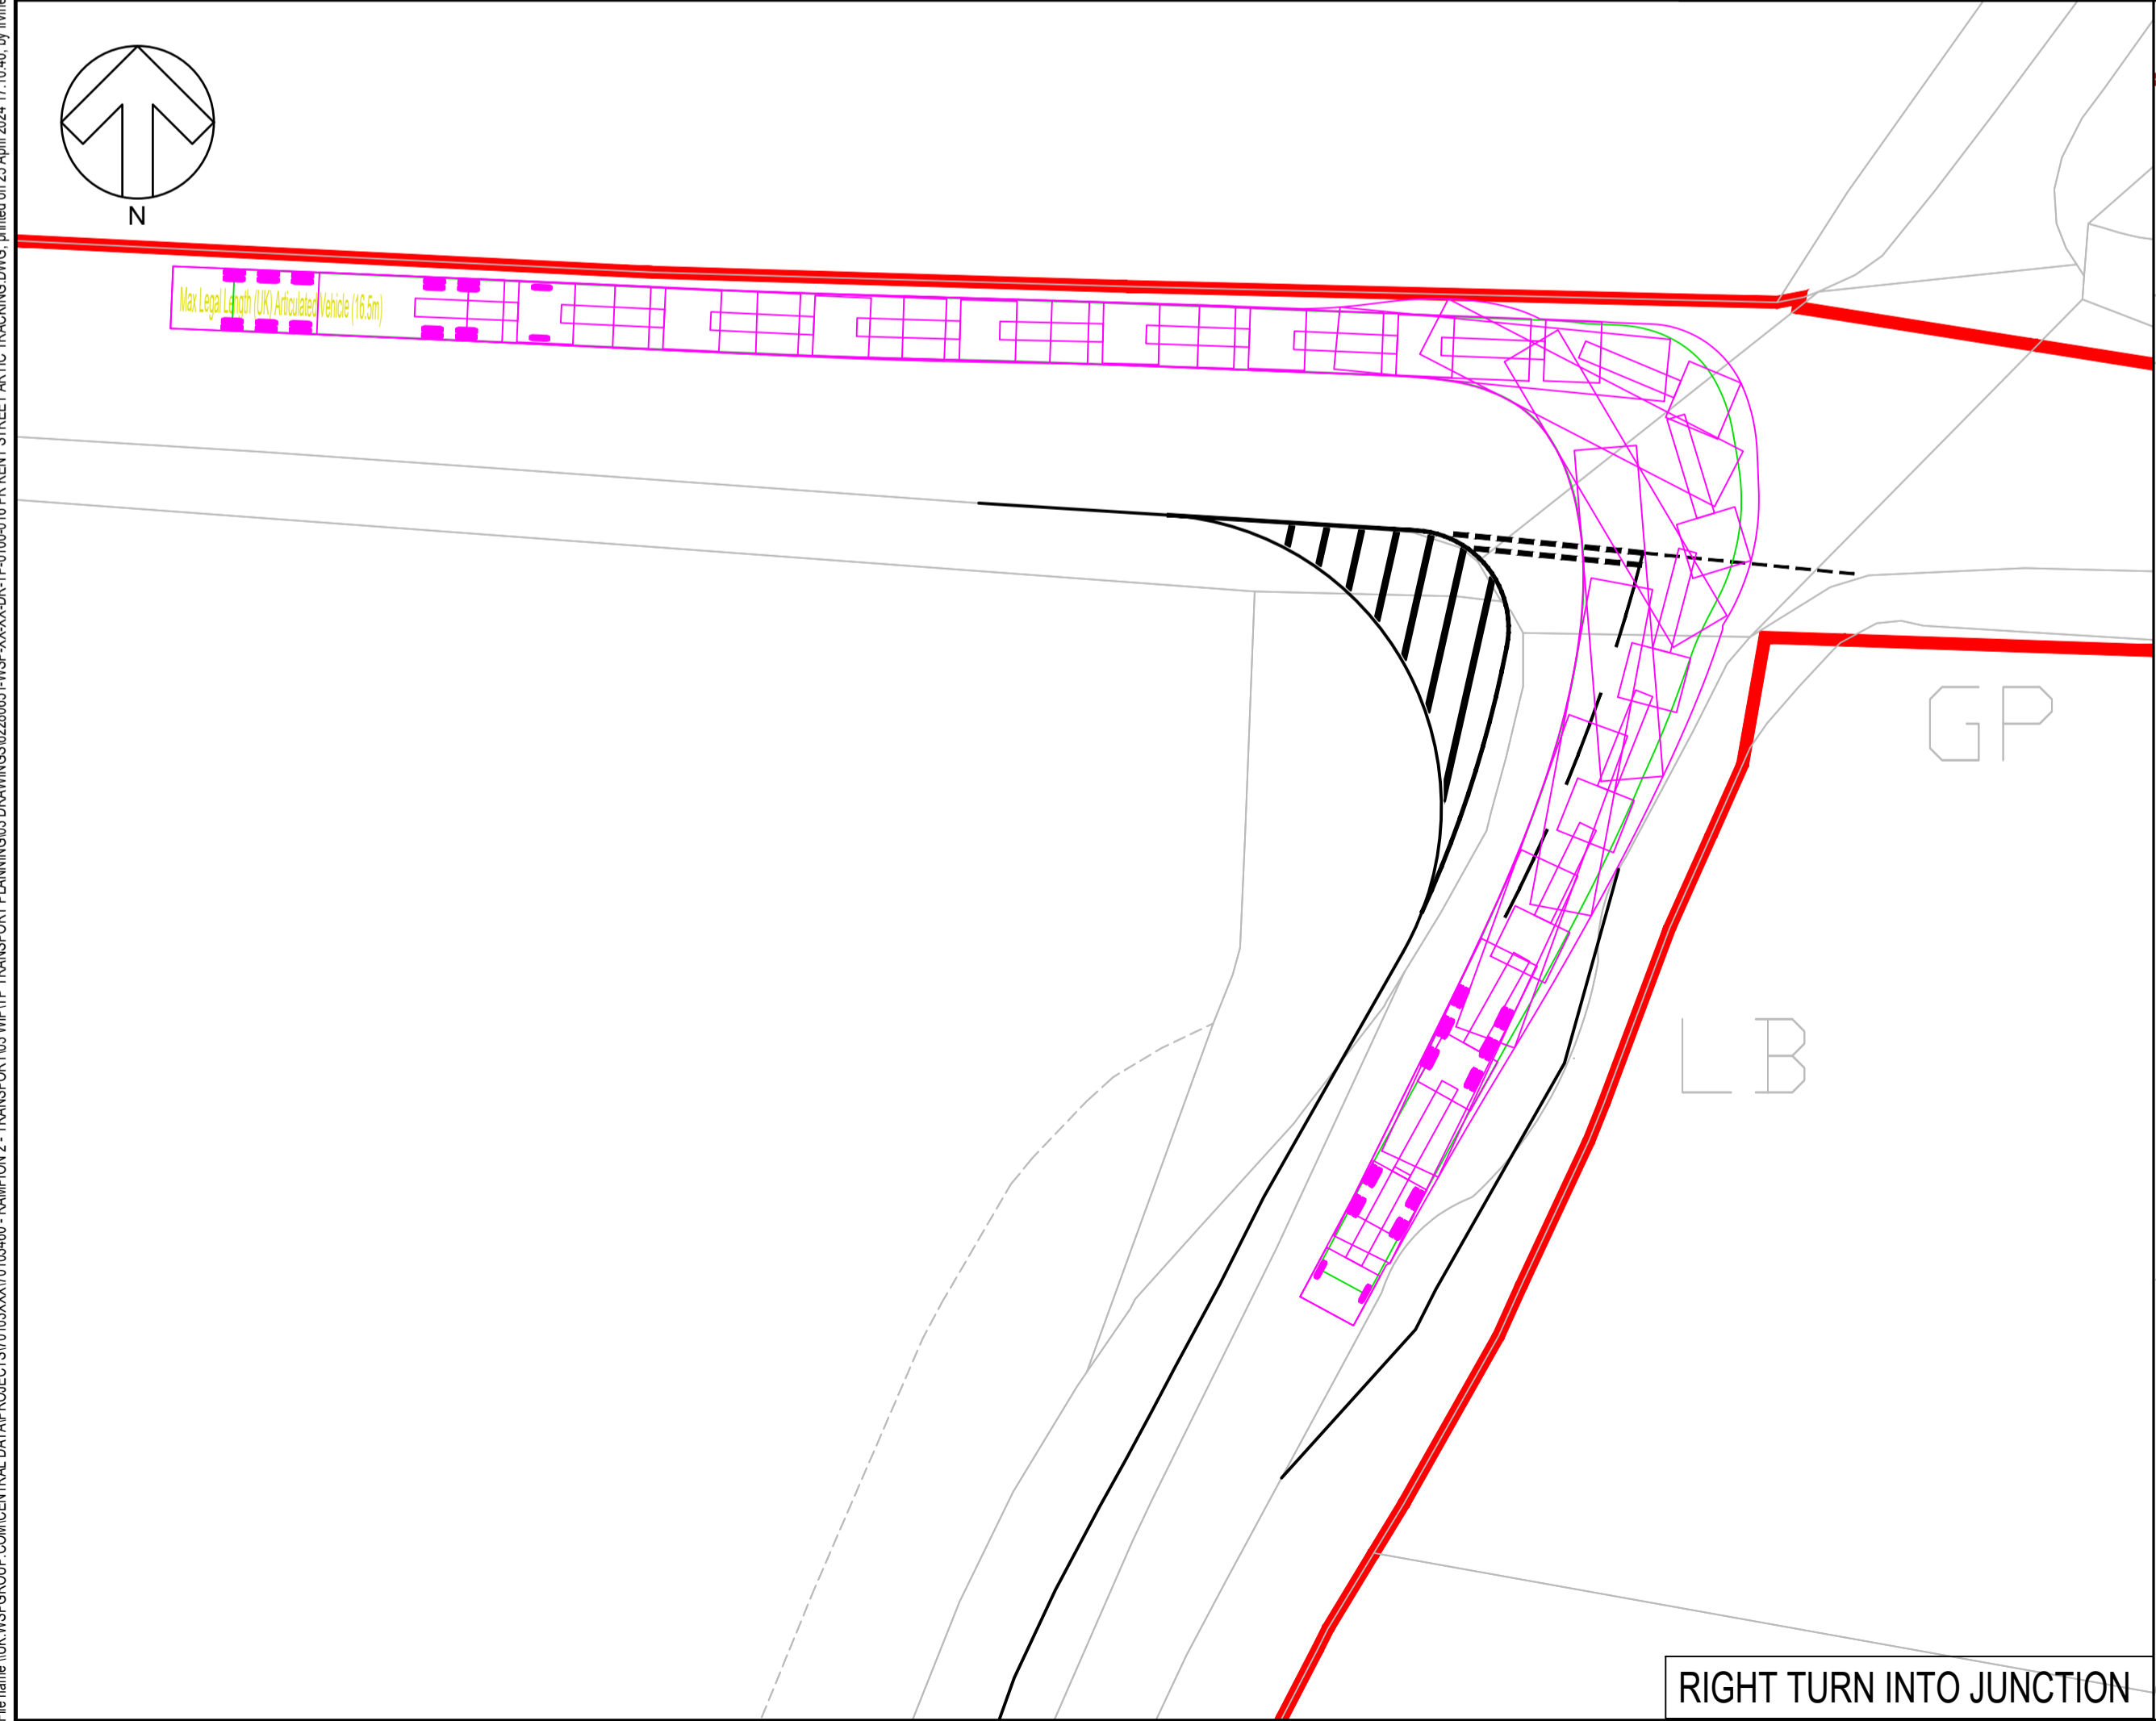 N
Max Legal Length (UK) Articulated Vehicle (16.5m)
GP
LB
RIGHT TURN INTO JUNCTION